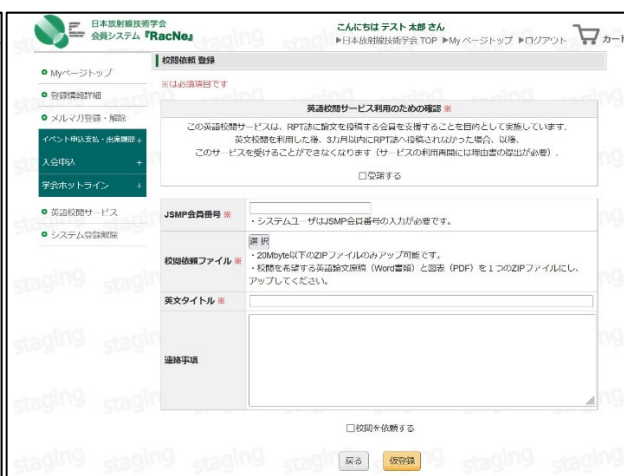 日本放射線技術学会
会員システム『RacNe』
こんにちは テスト 太郎 さん
▶日本放射線技術学会 TOP ▶My ページトップ ▶ログアウト
カート
Myページトップ
登録情報詳細
メルマガ登録・解除
イベント申込支払・出席履歴 +
入会申込 +
学会ホットライン +
英語校閲サービス
システム登録解除
校閲依頼 登録
※は必須項目です
英語校閲サービス利用のための確認 ※
この英語校閲サービスは、RPT誌に論文を投稿する会員を支援することを目的として実施しています.
英文校閲を利用した後、3カ月以内にRPT誌へ投稿されなかった場合、以後、
このサービスを受けることができなくなります（サービスの利用再開には理由書の提出が必要）.
□受諾する
JSMP会員番号 ※
・システムユーザはJSMP会員番号の入力が必要です。
校閲依頼ファイル ※
選択
・20Mbyte以下のZIPファイルのみアップ可能です。
・校閲を希望する英語論文原稿（Word書類）と図表（PDF）を１つのZIPファイルにし、
アップしてください。
英文タイトル ※
連絡事項
□校閲を依頼する
戻る
仮登録
staging